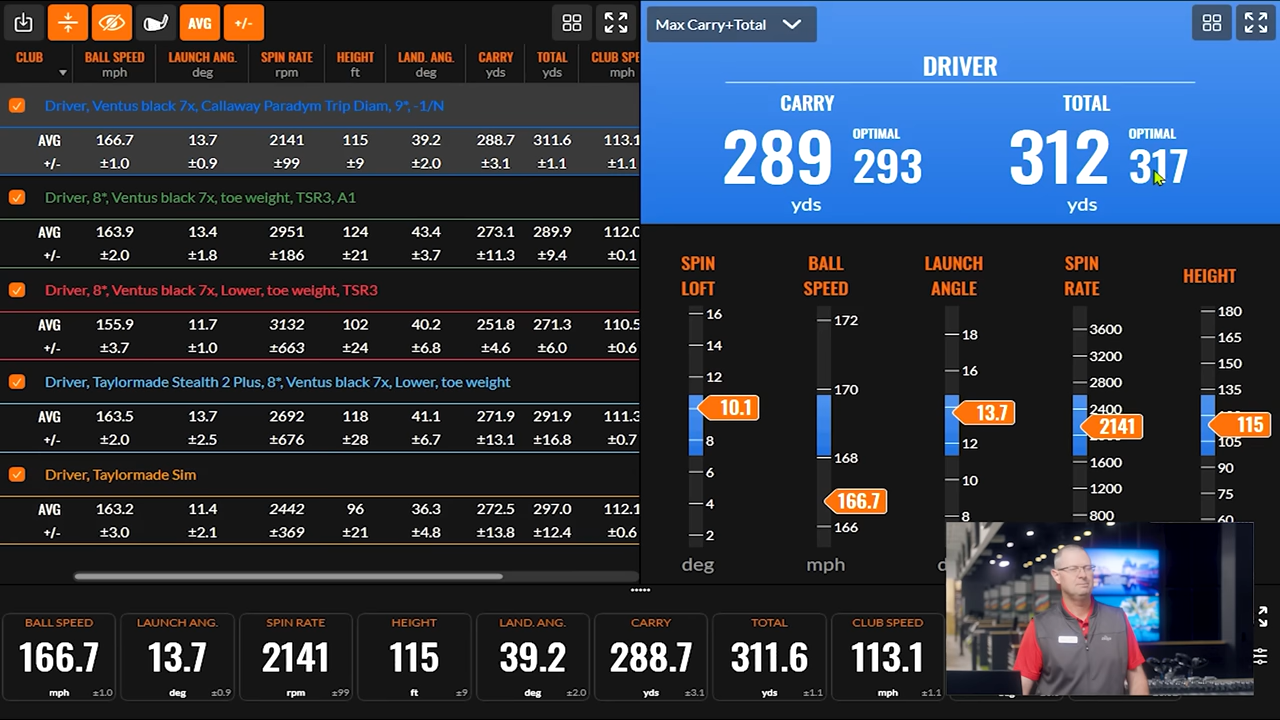 AVG
+/-
CLUB BALL SPEED LAUNCH ANG. SPIN RATE HEIGHT LAND. ANG. CARRY TOTAL CLUB SPE
mph deg rpm ft deg yds yds mph
Driver, Ventus black 7x, Callaway Paradym Trip Diam, 9*, -1/N
AVG 166.7 13.7 2141 115 39.2 288.7 311.6 113.1
+/- ±1.0 ±0.9 ±99 ±9 ±2.0 ±3.1 ±1.1 ±1.1
Driver, 8*, Ventus black 7x, toe weight, TSR3, A1
AVG 163.9 13.4 2951 124 43.4 273.1 289.9 112.0
+/- ±2.0 ±1.8 ±186 ±21 ±3.7 ±11.3 ±9.4 ±0.1
Driver, 8*, Ventus black 7x, Lower, toe weight, TSR3
AVG 155.9 11.7 3132 102 40.2 251.8 271.3 110.5
+/- ±3.7 ±1.0 ±663 ±24 ±6.8 ±4.6 ±6.0 ±0.6
Driver, Taylormade Stealth 2 Plus, 8*, Ventus black 7x, Lower, toe weight
AVG 163.5 13.7 2692 118 41.1 271.9 291.9 111.3
+/- ±2.0 ±2.5 ±676 ±28 ±6.7 ±13.1 ±16.8 ±0.7
Driver, Taylormade Sim
AVG 163.2 11.4 2442 96 36.3 272.5 297.0 112.1
+/- ±3.0 ±2.1 ±369 ±21 ±4.8 ±13.8 ±12.4 ±0.6
Max Carry+Total
DRIVER
CARRY TOTAL
289 OPTIMAL 293 312 OPTIMAL 317
yds yds
SPIN LOFT
16
14
12
10.1
8
6
4
2
deg
BALL SPEED
172
170
168
166.7
166
mph
LAUNCH ANGLE
18
16
13.7
12
10
8
d
SPIN RATE
3600
3200
2800
2400
2141
1600
1200
800
HEIGHT
180
165
150
135
115
105
90
75
60
BALL SPEED LAUNCH ANG. SPIN RATE HEIGHT LAND. ANG. CARRY TOTAL CLUB SPEED
166.7 13.7 2141 115 39.2 288.7 311.6 113.1
mph ±1.0 deg ±0.9 rpm ±99 ft ±9 deg ±2.0 yds ±3.1 yds ±1.1 mph ±1.1